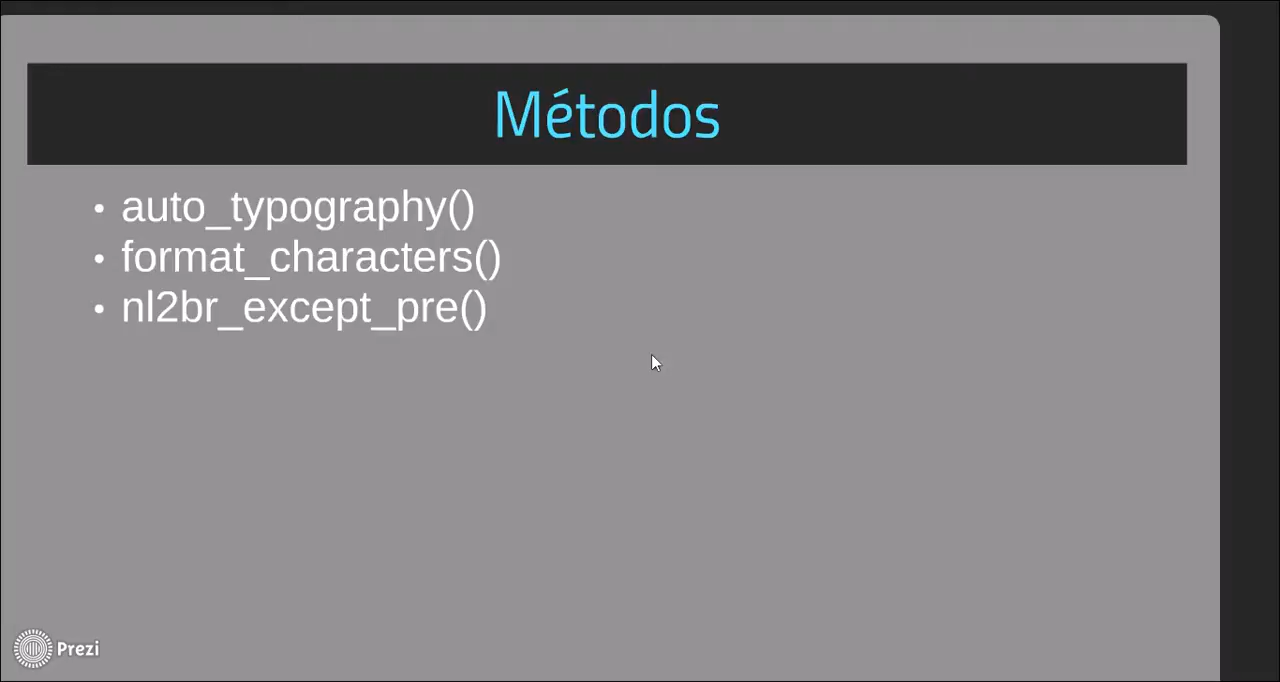 Métodos
• auto_typography()
• format_characters()
• nl2br_except_pre()
Prezi